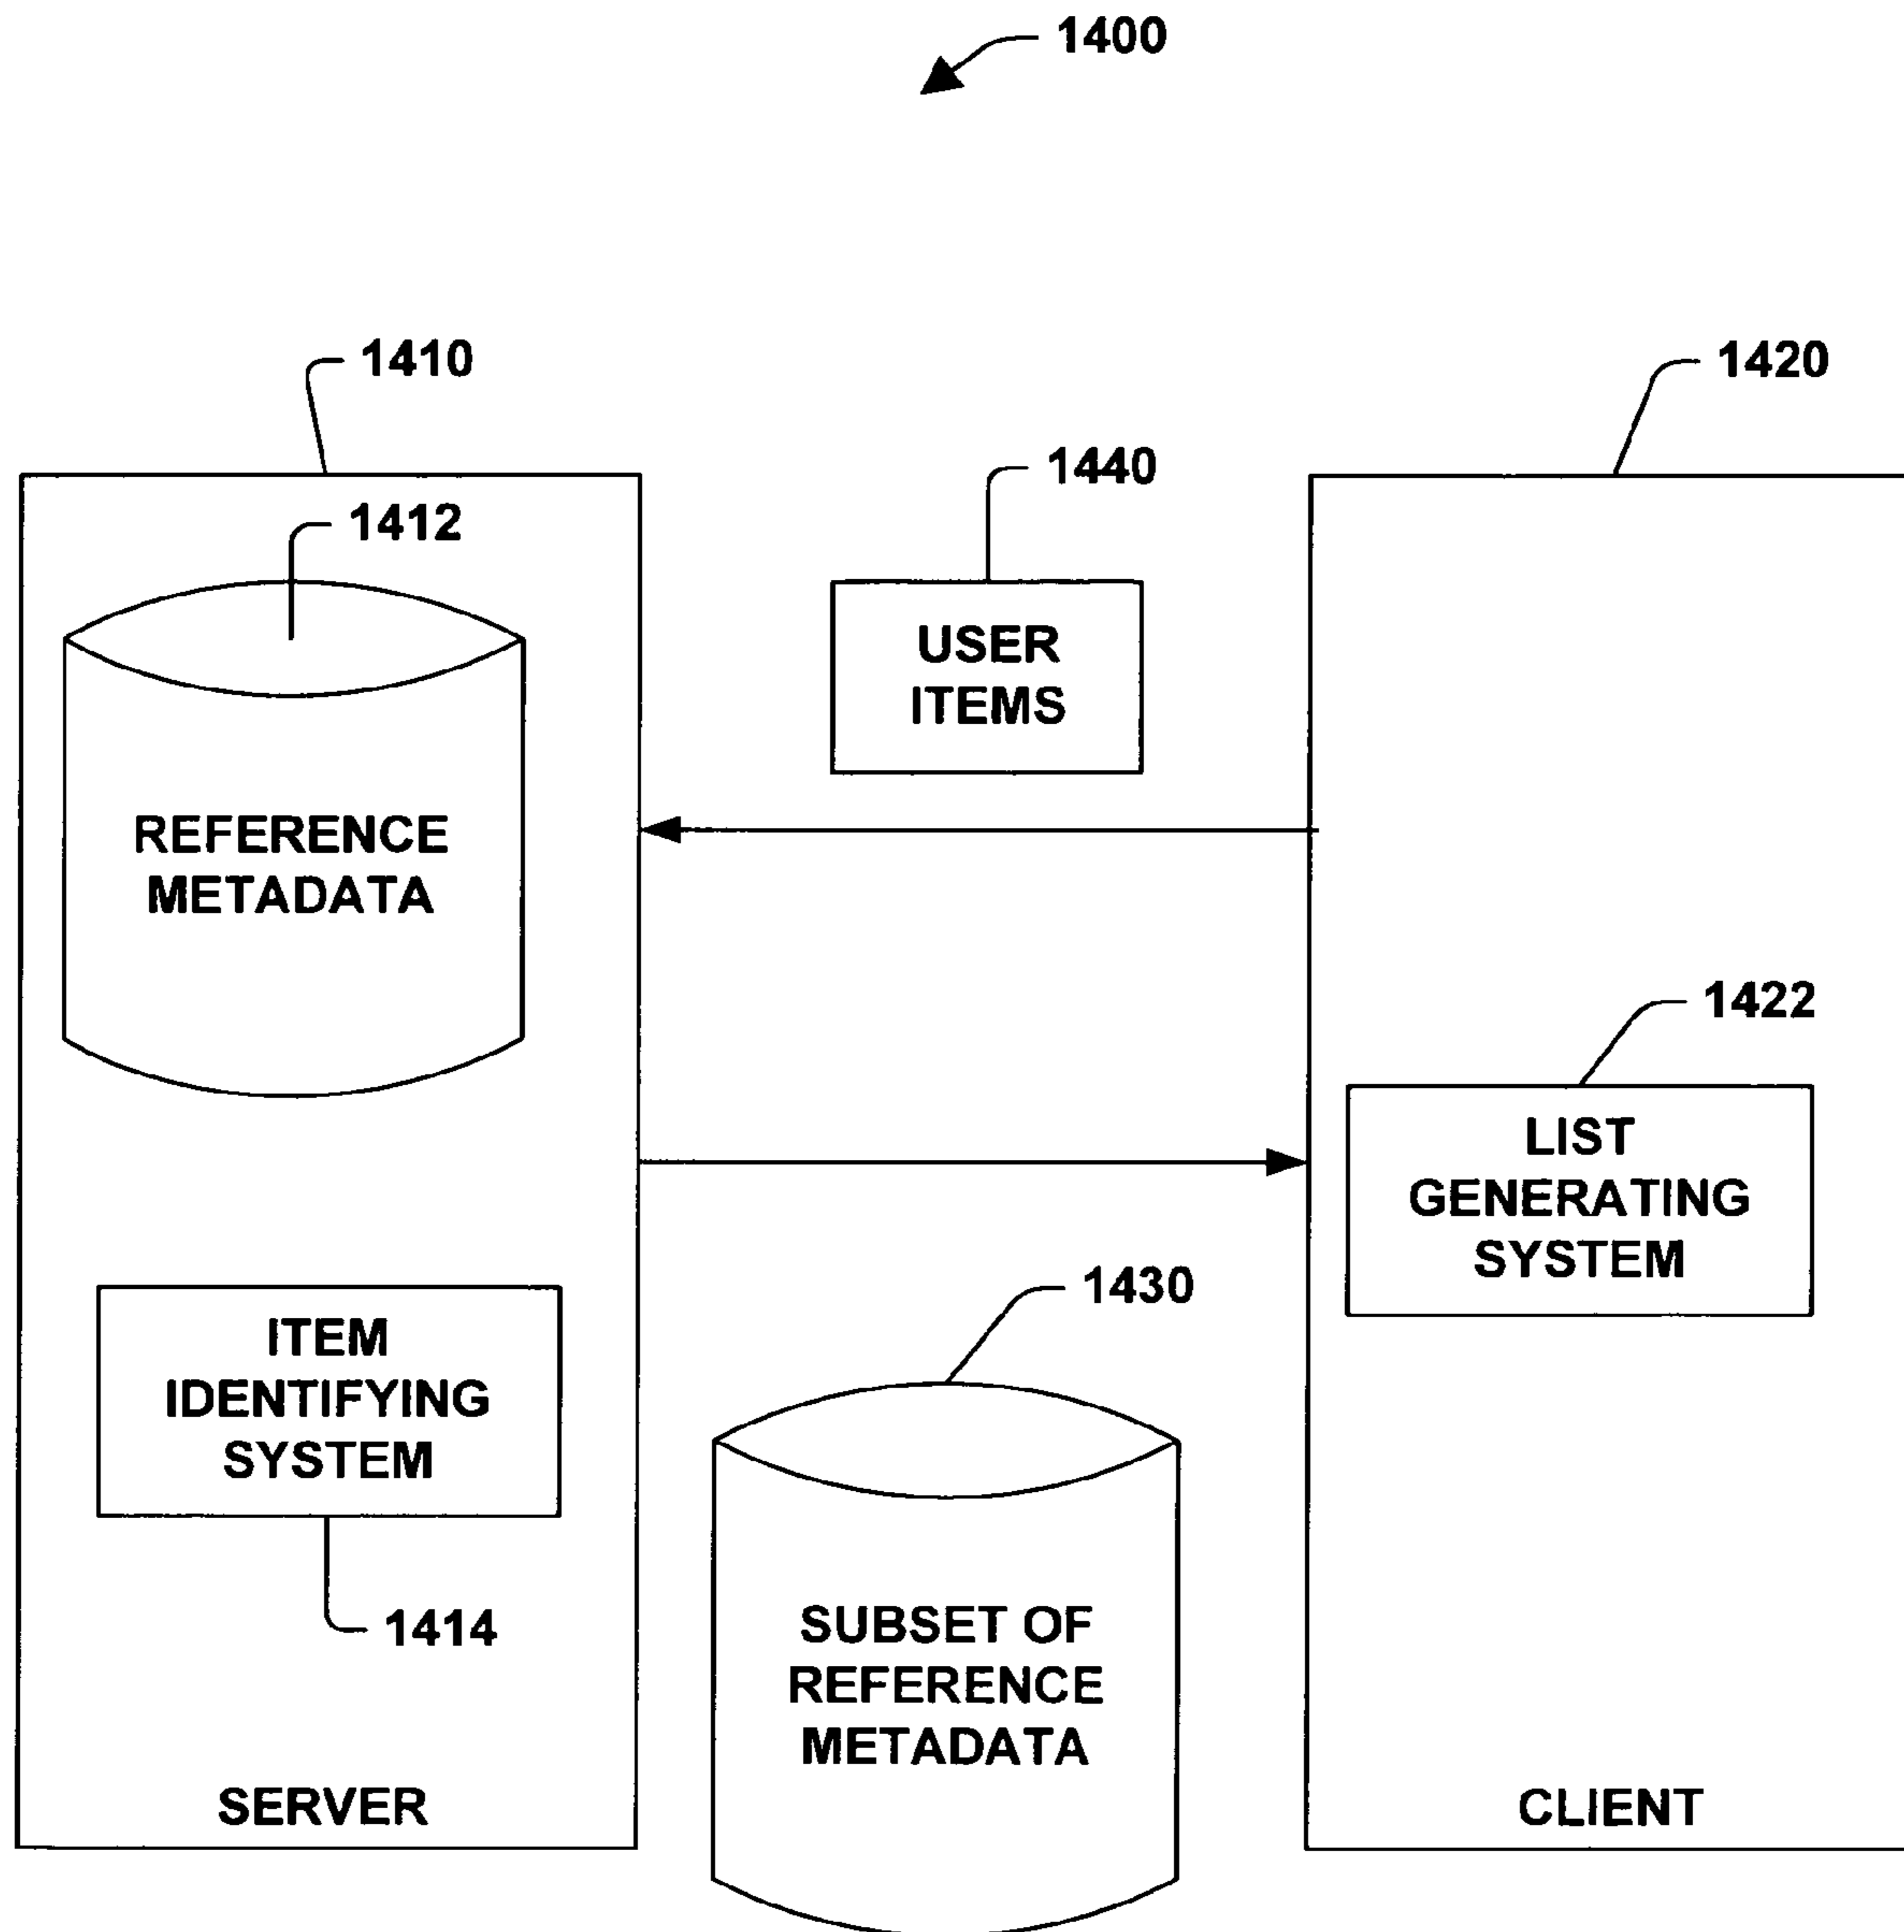 1400
1410
1420
1440
1412
USER
ITEMS
REFERENCE
METADATA
1422
LIST
GENERATING
SYSTEM
1430
ITEM
IDENTIFYING
SYSTEM
1414
SUBSET OF
REFERENCE
METADATA
SERVER
CLIENT